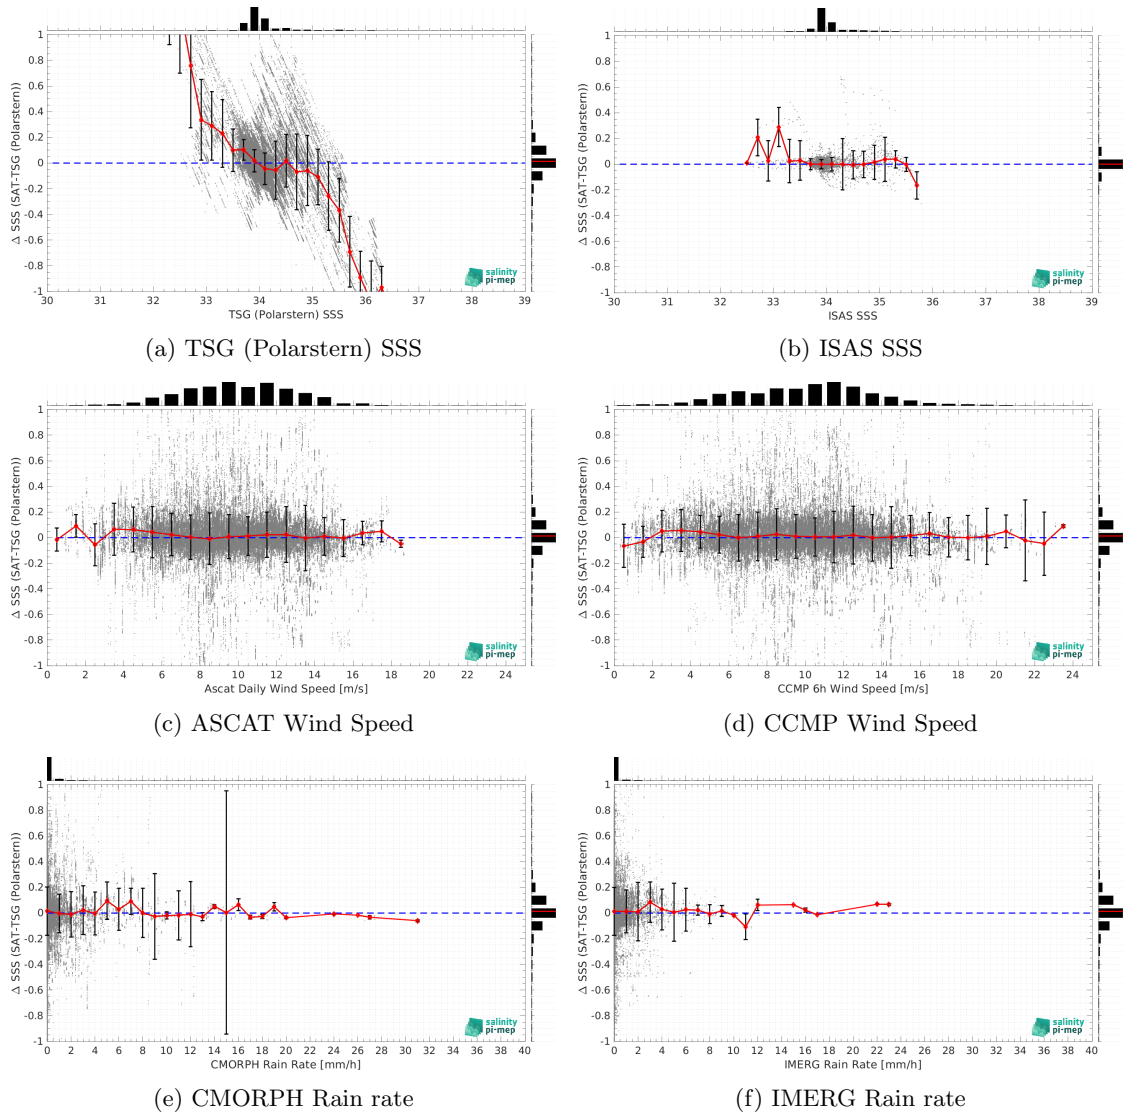 Δ SSS (SAT-TSG (Polarstern))
1
0.8
0.6
0.4
0.2
0
-0.2
-0.4
-0.6
-0.8
-1
30 31 32 33 34 35 36 37 38 39
TSG (Polarstern) SSS
salinity
pi-mep
(a) TSG (Polarstern) SSS
Δ SSS (SAT-TSG (Polarstern))
1
0.8
0.6
0.4
0.2
0
-0.2
-0.4
-0.6
-0.8
-1
30 31 32 33 34 35 36 37 38 39
ISAS SSS
salinity
pi-mep
(b) ISAS SSS
Δ SSS (SAT-TSG (Polarstern))
1
0.8
0.6
0.4
0.2
0
-0.2
-0.4
-0.6
-0.8
-1
0 2 4 6 8 10 12 14 16 18 20 22 24
Ascat Daily Wind Speed [m/s]
salinity
pi-mep
(c) ASCAT Wind Speed
Δ SSS (SAT-TSG (Polarstern))
1
0.8
0.6
0.4
0.2
0
-0.2
-0.4
-0.6
-0.8
-1
0 2 4 6 8 10 12 14 16 18 20 22 24
CCMP 6h Wind Speed [m/s]
salinity
pi-mep
(d) CCMP Wind Speed
Δ SSS (SAT-TSG (Polarstern))
1
0.8
0.6
0.4
0.2
0
-0.2
-0.4
-0.6
-0.8
-1
0 2 4 6 8 10 12 14 16 18 20 22 24 26 28 30 32 34 36 38 40
CMORPH Rain Rate [mm/h]
salinity
pi-mep
(e) CMORPH Rain rate
Δ SSS (SAT-TSG (Polarstern))
1
0.8
0.6
0.4
0.2
0
-0.2
-0.4
-0.6
-0.8
-1
0 2 4 6 8 10 12 14 16 18 20 22 24 26 28 30 32 34 36 38 40
IMERG Rain Rate [mm/h]
salinity
pi-mep
(f) IMERG Rain rate